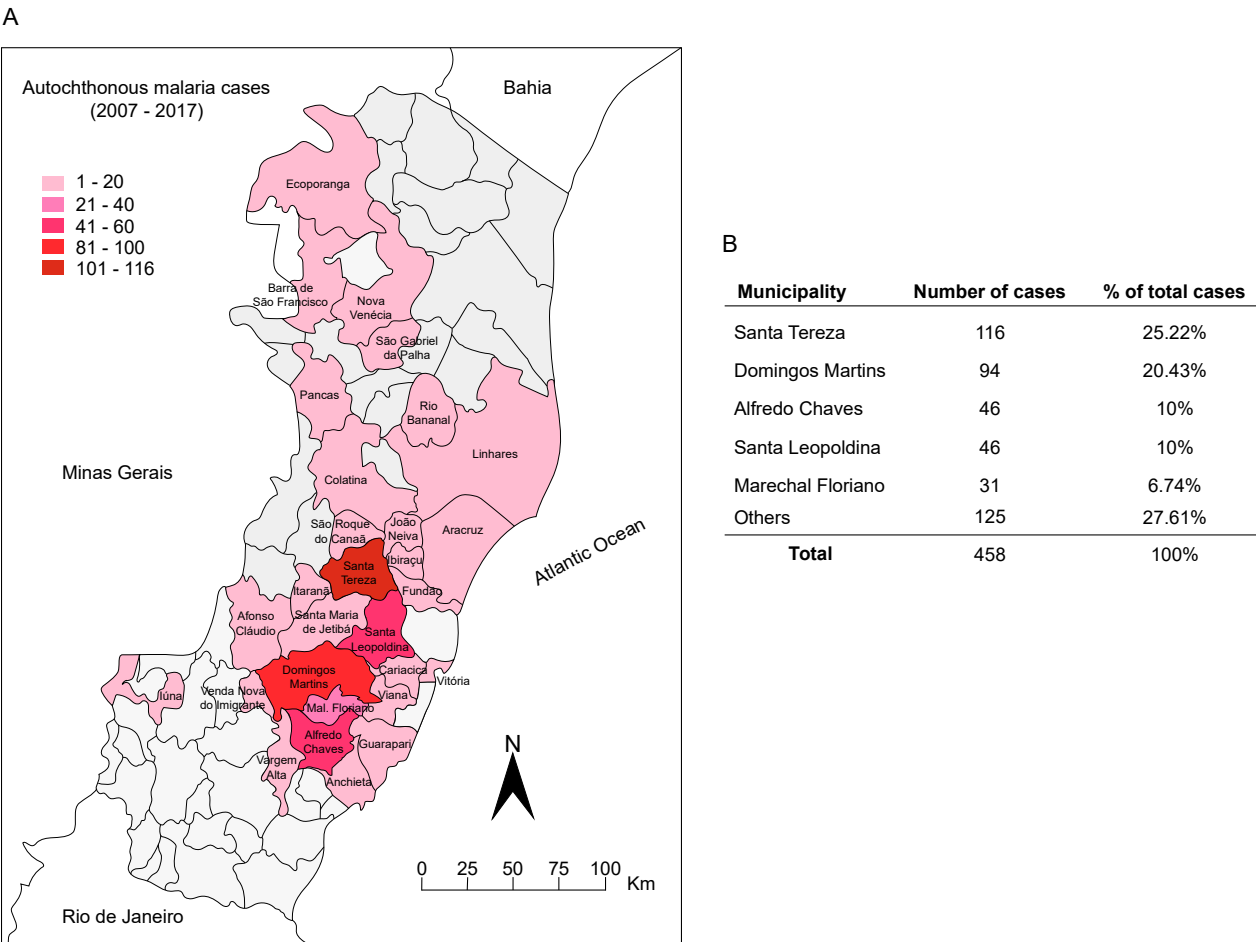 A
Autochthonous malaria cases
(2007 - 2017)
Bahia
1 - 20
21 - 40
41 - 60
81 - 100
101 - 116
Ecoporanga
Barra de
São Francisco
Nova
Venécia
São Gabriel
da Palha
Pancas
Rio
Bananal
Linhares
Minas Gerais
Colatina
São Roque
do Canaã
João
Neiva
Aracruz
Ibiraçu
Atlantic Ocean
Santa
Tereza
Itaranã
Fundão
Afonso
Cláudio
Santa Maria
de Jetibá
Santa
Leopoldina
Domingos
Martins
Cariacica
Vitória
Viana
Iúna
Venda Nova
do Imigrante
Mal. Floriano
Alfredo
Chaves
Guarapari
Vargem
Alta
Anchieta
N
0 25 50 75 100
Km
Rio de Janeiro
B
Municipality Number of cases % of total cases
Santa Tereza 116 25.22%
Domingos Martins 94 20.43%
Alfredo Chaves 46 10%
Santa Leopoldina 46 10%
Marechal Floriano 31 6.74%
Others 125 27.61%
Total 458 100%